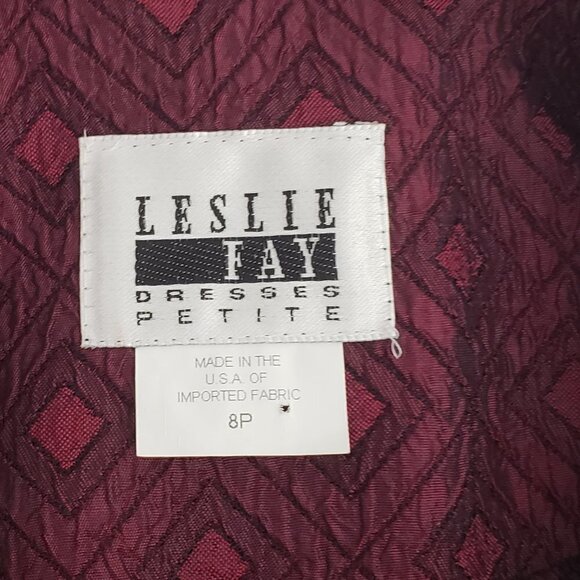 LESLIE
FAY
DRESSES
PETITE
MADE IN THE
U.S.A. OF
IMPORTED FABRIC
8P